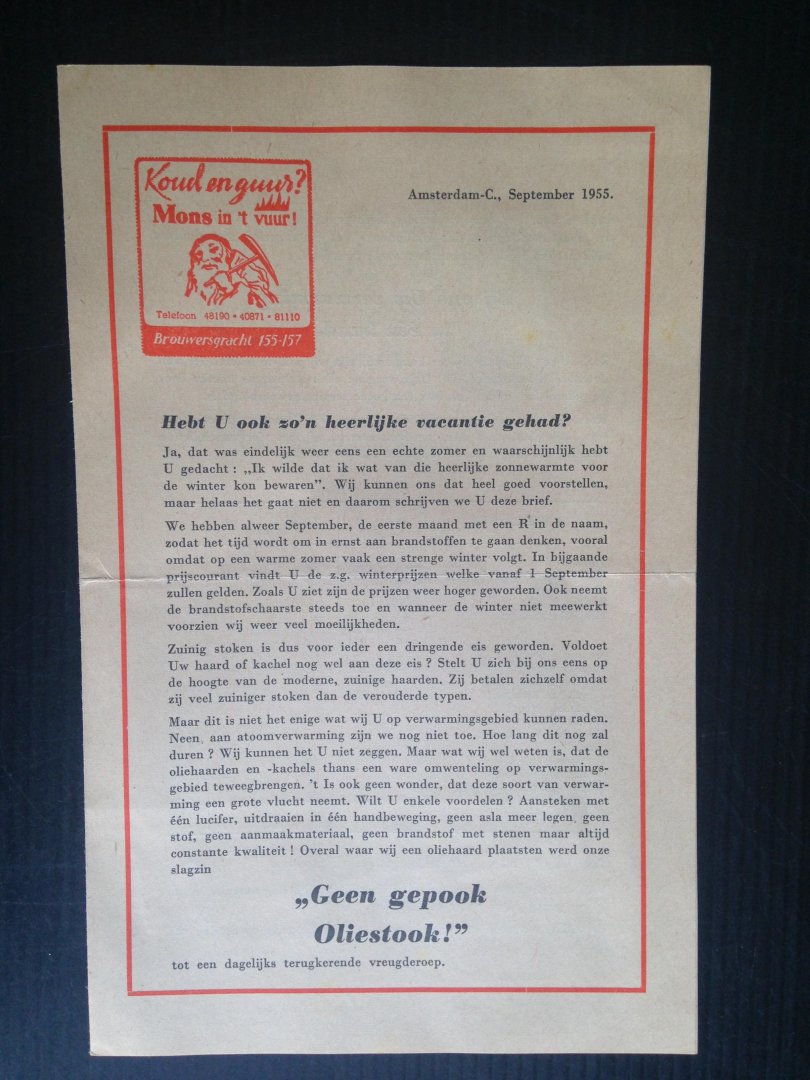 Koud en guur?
Mons in 't vuur!
Telefoon 48190 • 40871 • 81110
Brouwersgracht 155-157
Amsterdam-C., September 1955.
Hebt U ook zo'n heerlijke vacantie gehad?
Ja, dat was eindelijk weer eens een echte zomer en waarschijnlijk hebt
U gedacht : „Ik wilde dat ik wat van die heerlijke zonnewarmte voor
de winter kon bewaren”. Wij kunnen ons dat heel goed voorstellen,
maar helaas het gaat niet en daarom schrijven we U deze brief.
We hebben alweer September, de eerste maand met een R in de naam,
zodat het tijd wordt om in ernst aan brandstoffen te gaan denken, vooral
omdat op een warme zomer vaak een strenge winter volgt. In bijgaande
prijscourant vindt U de z.g. winterprijzen welke vanaf 1 September
zullen gelden. Zoals U ziet zijn de prijzen weer hoger geworden. Ook neemt
de brandstofschaarste steeds toe en wanneer de winter niet meewerkt
voorzien wij weer veel moeilijkheden.
Zuinig stoken is dus voor ieder een dringende eis geworden. Voldoet
Uw haard of kachel nog wel aan deze eis ? Stelt U zich bij ons eens op
de hoogte van de moderne, zuinige haarden. Zij betalen zichzelf omdat
zij veel zuiniger stoken dan de verouderde typen.
Maar dit is niet het enige wat wij U op verwarmingsgebied kunnen raden.
Neen, aan atoomverwarming zijn we nog niet toe. Hoe lang dit nog zal
duren ? Wij kunnen het U niet zeggen. Maar wat wij wel weten is, dat de
oliehaarden en -kachels thans een ware omwenteling op verwarmings-
gebied teweegbrengen. 't Is ook geen wonder, dat deze soort van verwar-
ming een grote vlucht neemt. Wilt U enkele voordelen ? Aansteken met
één lucifer, uitdraaien in één handbeweging, geen asla meer legen, geen
stof, geen aanmaakmateriaal, geen brandstof met stenen maar altijd
constante kwaliteit ! Overal waar wij een oliehaard plaatsten werd onze
slagzin
„Geen gepook
Oliestook!”
tot een dagelijks terugkerende vreugderoep.